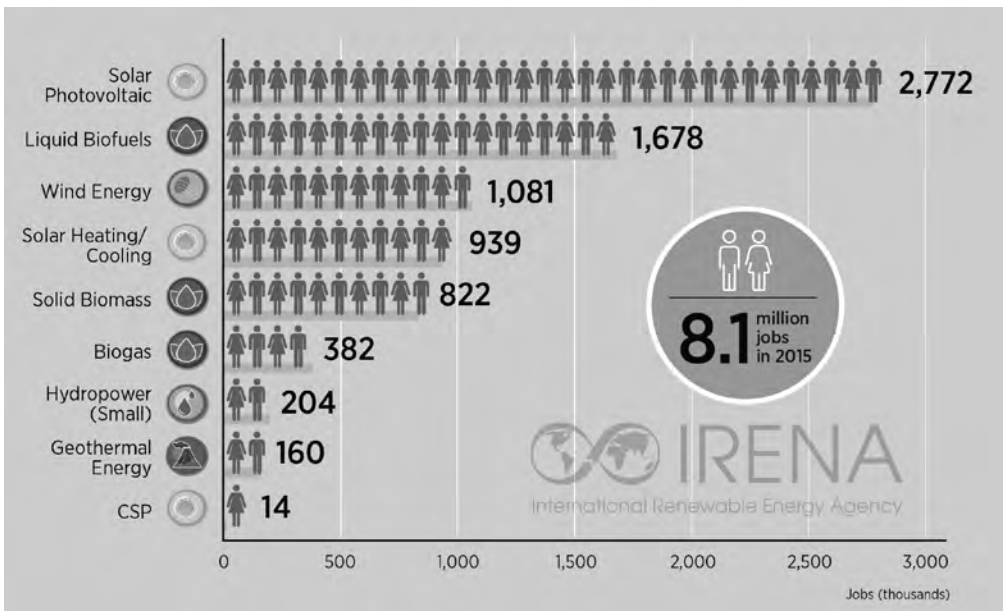 Solar
Photovoltaic
2,772
Liquid Biofuels
1,678
Wind Energy
1,081
Solar Heating/
Cooling
939
Solid Biomass
822
Biogas
382
Hydropower
(Small)
204
Geothermal
Energy
160
CSP
14
8.1
million
jobs
in 2015
IRENA
International Renewable Energy Agency
0 500 1,000 1,500 2,000 2,500 3,000
Jobs (thousands)